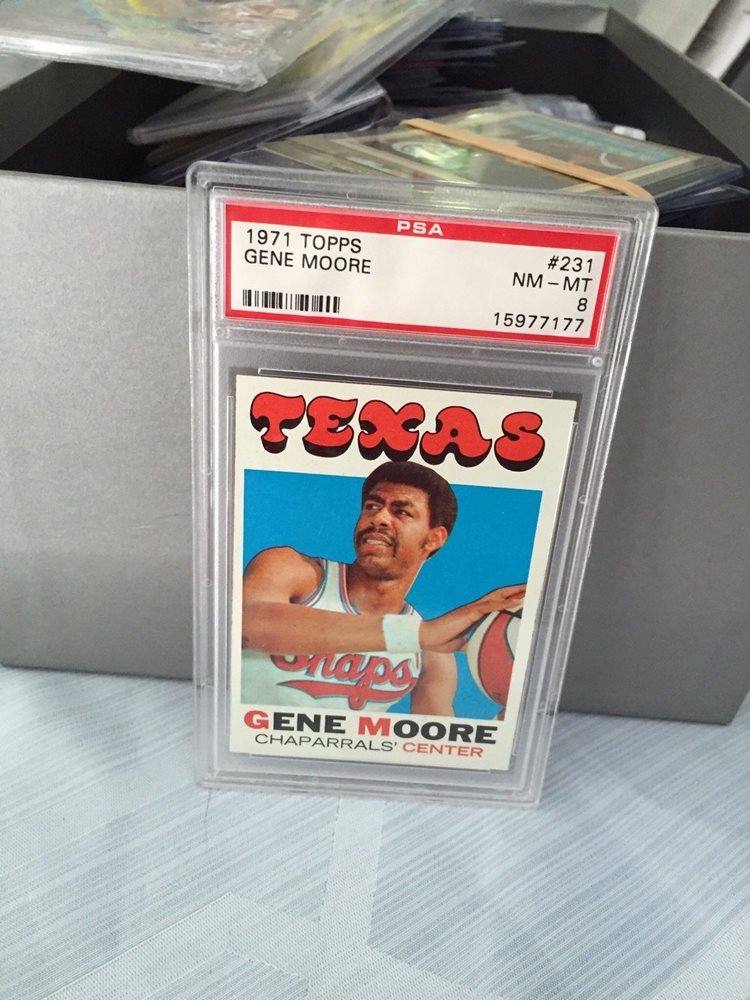 PSA
1971 TOPPS #231
GENE MOORE NM - MT
8
15977177
TEXAS
Chaps
GENE MOORE
CHAPARRALS' CENTER